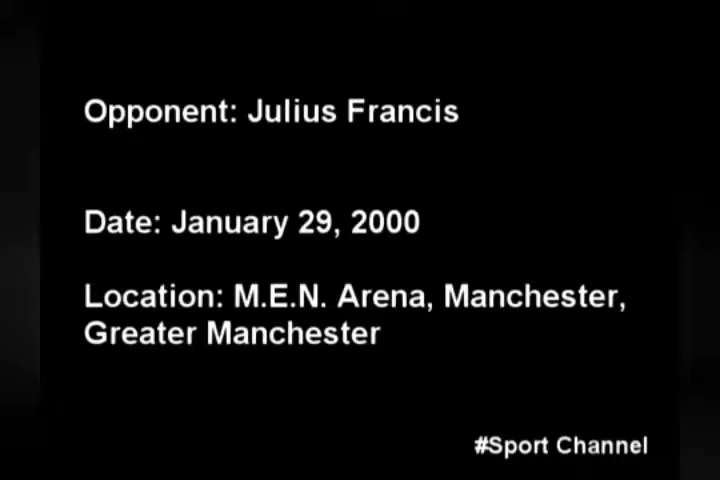 Opponent: Julius Francis
Date: January 29, 2000
Location: M.E.N. Arena, Manchester,
Greater Manchester
#Sport Channel